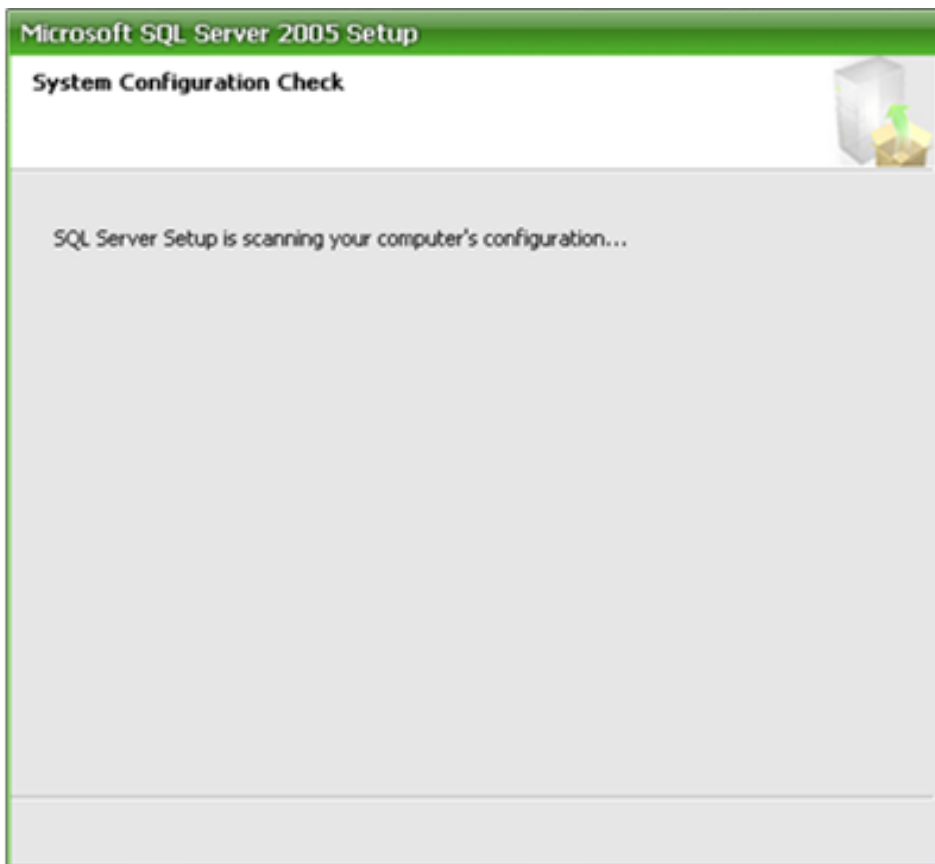 Microsoft SQL Server 2005 Setup
System Configuration Check
SQL Server Setup is scanning your computer's configuration...